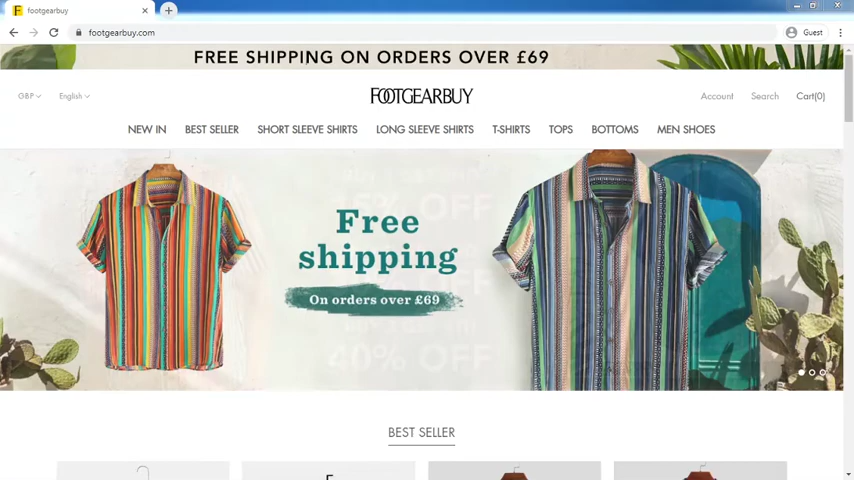 footgearbuy
footgearbuy.com
Guest
FREE SHIPPING ON ORDERS OVER £69
GBP
English
FOOTGEARBUY
Account
Search
Cart(0)
NEW IN
BEST SELLER
SHORT SLEEVE SHIRTS
LONG SLEEVE SHIRTS
T-SHIRTS
TOPS
BOTTOMS
MEN SHOES
Free
shipping
On orders over £69
40% OFF
BEST SELLER